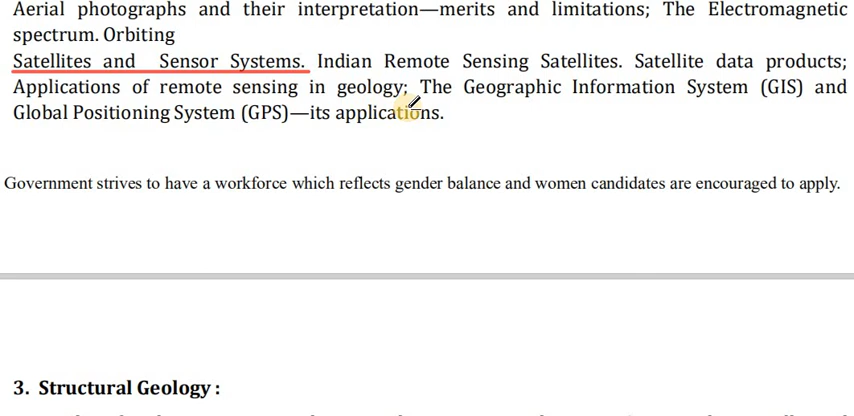 Aerial photographs and their interpretation—merits and limitations; The Electromagnetic
spectrum. Orbiting
Satellites and Sensor Systems. Indian Remote Sensing Satellites. Satellite data products;
Applications of remote sensing in geology; The Geographic Information System (GIS) and
Global Positioning System (GPS)—its applications.
Government strives to have a workforce which reflects gender balance and women candidates are encouraged to apply.
3. Structural Geology :